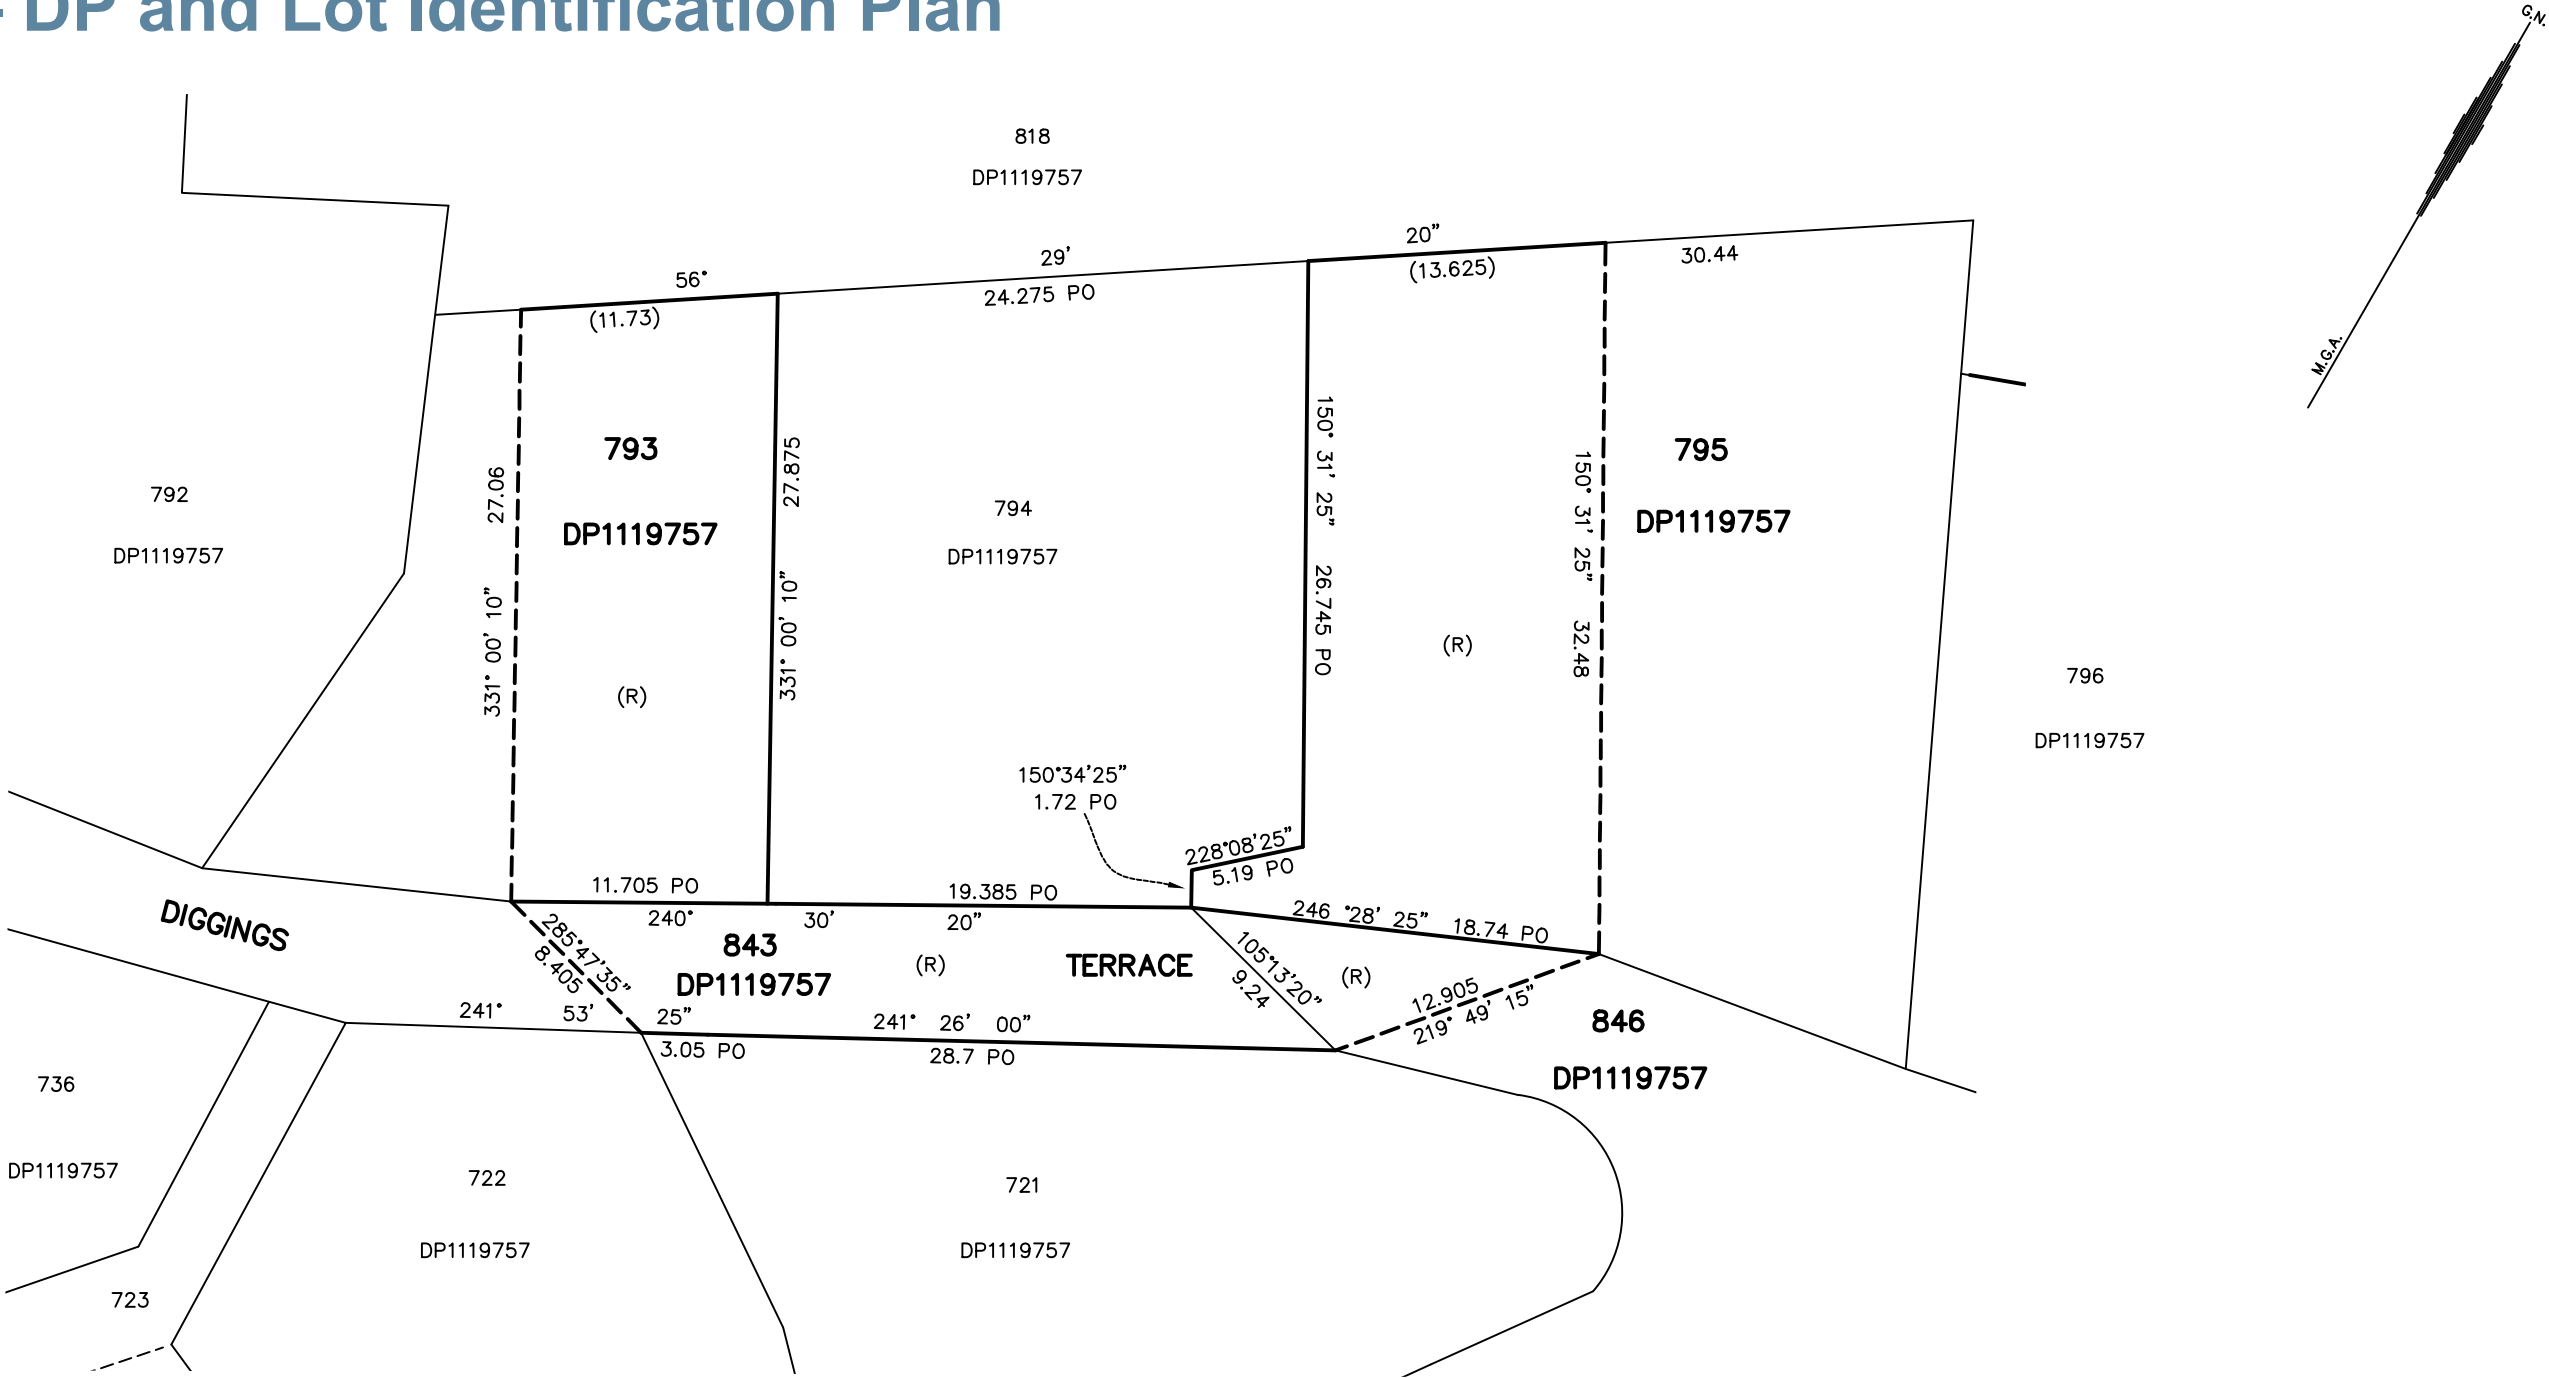 - DP and Lot Identification Plan
G.N.
M.G.A.
818
DP1119757
56° 29' 20"
(11.73)
24.275 PO
(13.625)
30.44
792
DP1119757
331° 00' 10" 27.06
793
DP1119757
(R)
331° 00' 10" 27.875
794
DP1119757
150° 31' 25" 26.745 PO
(R)
150° 31' 25" 32.48
795
DP1119757
796
DP1119757
150°34'25"
1.72 PO
228°08'25"
5.19 PO
11.705 PO
19.385 PO
240° 30' 20"
246 °28' 25" 18.74 PO
DIGGINGS
285°47'35"
8.405
843
DP1119757
(R)
TERRACE
105°13'20"
9.24
(R)
12.905
219° 49' 15"
846
DP1119757
241° 53' 25"
3.05 PO
241° 26' 00"
28.7 PO
736
DP1119757
722
DP1119757
721
DP1119757
723